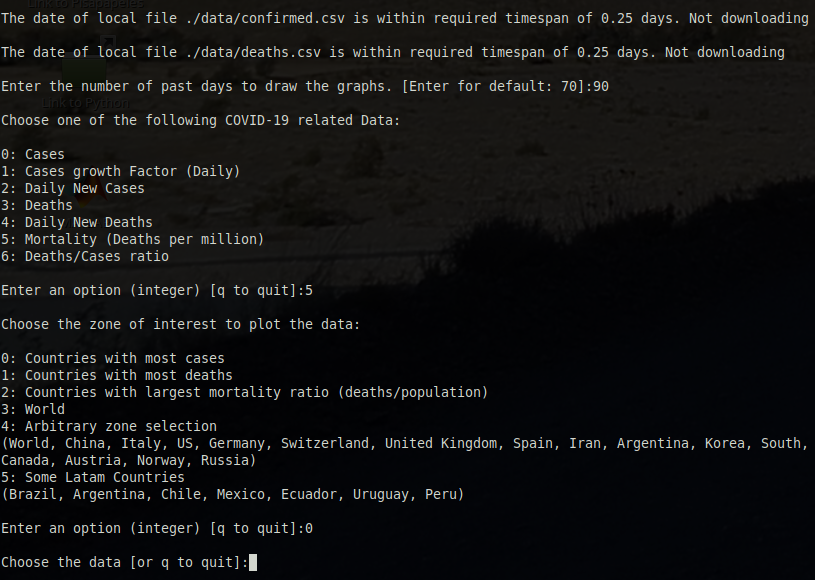 Link to Pisapapeles
The date of local file ./data/confirmed.csv is within required timespan of 0.25 days. Not downloading
The date of local file ./data/deaths.csv is within required timespan of 0.25 days. Not downloading
Enter the number of past days to draw the graphs. [Enter for default: 70]:90
Link to Python
Choose one of the following COVID-19 related Data:
0: Cases
1: Cases growth Factor (Daily)
2: Daily New Cases
3: Deaths
4: Daily New Deaths
5: Mortality (Deaths per million)
6: Deaths/Cases ratio
Enter an option (integer) [q to quit]:5
Choose the zone of interest to plot the data:
0: Countries with most cases
1: Countries with most deaths
2: Countries with largest mortality ratio (deaths/population)
3: World
4: Arbitrary zone selection
(World, China, Italy, US, Germany, Switzerland, United Kingdom, Spain, Iran, Argentina, Korea, South,
Canada, Austria, Norway, Russia)
5: Some Latam Countries
(Brazil, Argentina, Chile, Mexico, Ecuador, Uruguay, Peru)
Enter an option (integer) [q to quit]:0
Choose the data [or q to quit]: